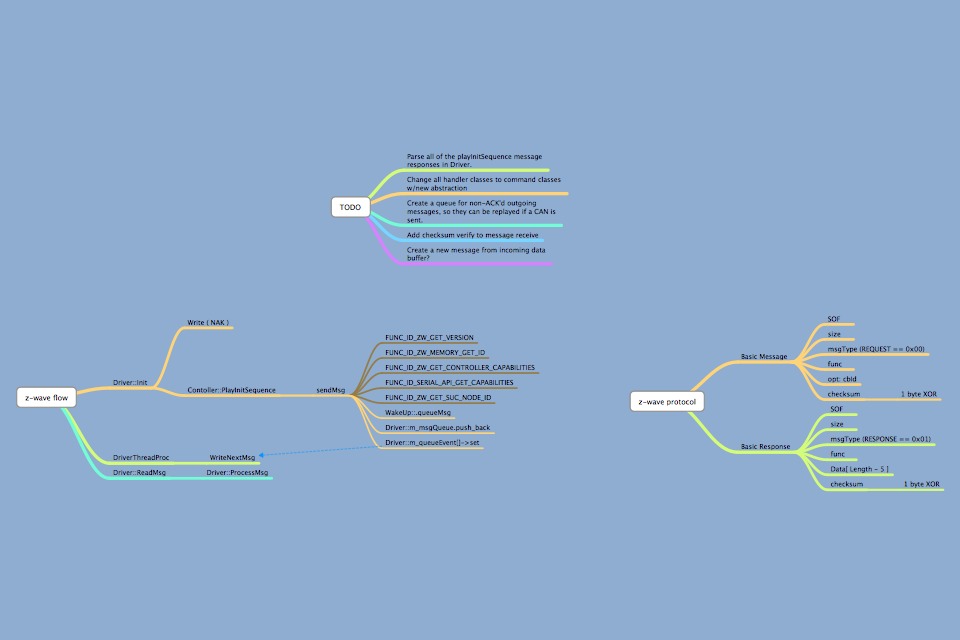 TODO
Parse all of the playInitSequence message
responses in Driver.
Change all handler classes to command classes
w/new abstraction
Create a queue for non-ACK'd outgoing
messages, so they can be replayed if a CAN is
sent.
Add checksum verify to message receive
Create a new message from incoming data
buffer?
z-wave flow
Driver::Init
Write ( NAK )
Contoller::PlayInitSequence
sendMsg
FUNC_ID_ZW_GET_VERSION
FUNC_ID_ZW_MEMORY_GET_ID
FUNC_ID_ZW_GET_CONTROLLER_CAPABILITIES
FUNC_ID_SERIAL_API_GET_CAPABILITIES
FUNC_ID_ZW_GET_SUC_NODE_ID
WakeUp::.queueMsg
Driver::m_msgQueue.push_back
Driver::m_queueEvent[]->set
DriverThreadProc
WriteNextMsg
Driver::ReadMsg
Driver::ProcessMsg
z-wave protocol
Basic Message
SOF
size
msgType (REQUEST == 0x00)
func
opt: cbId
checksum
1 byte XOR
Basic Response
SOF
size
msgType (RESPONSE == 0x01)
func
Data[ Length - 5 ]
checksum
1 byte XOR